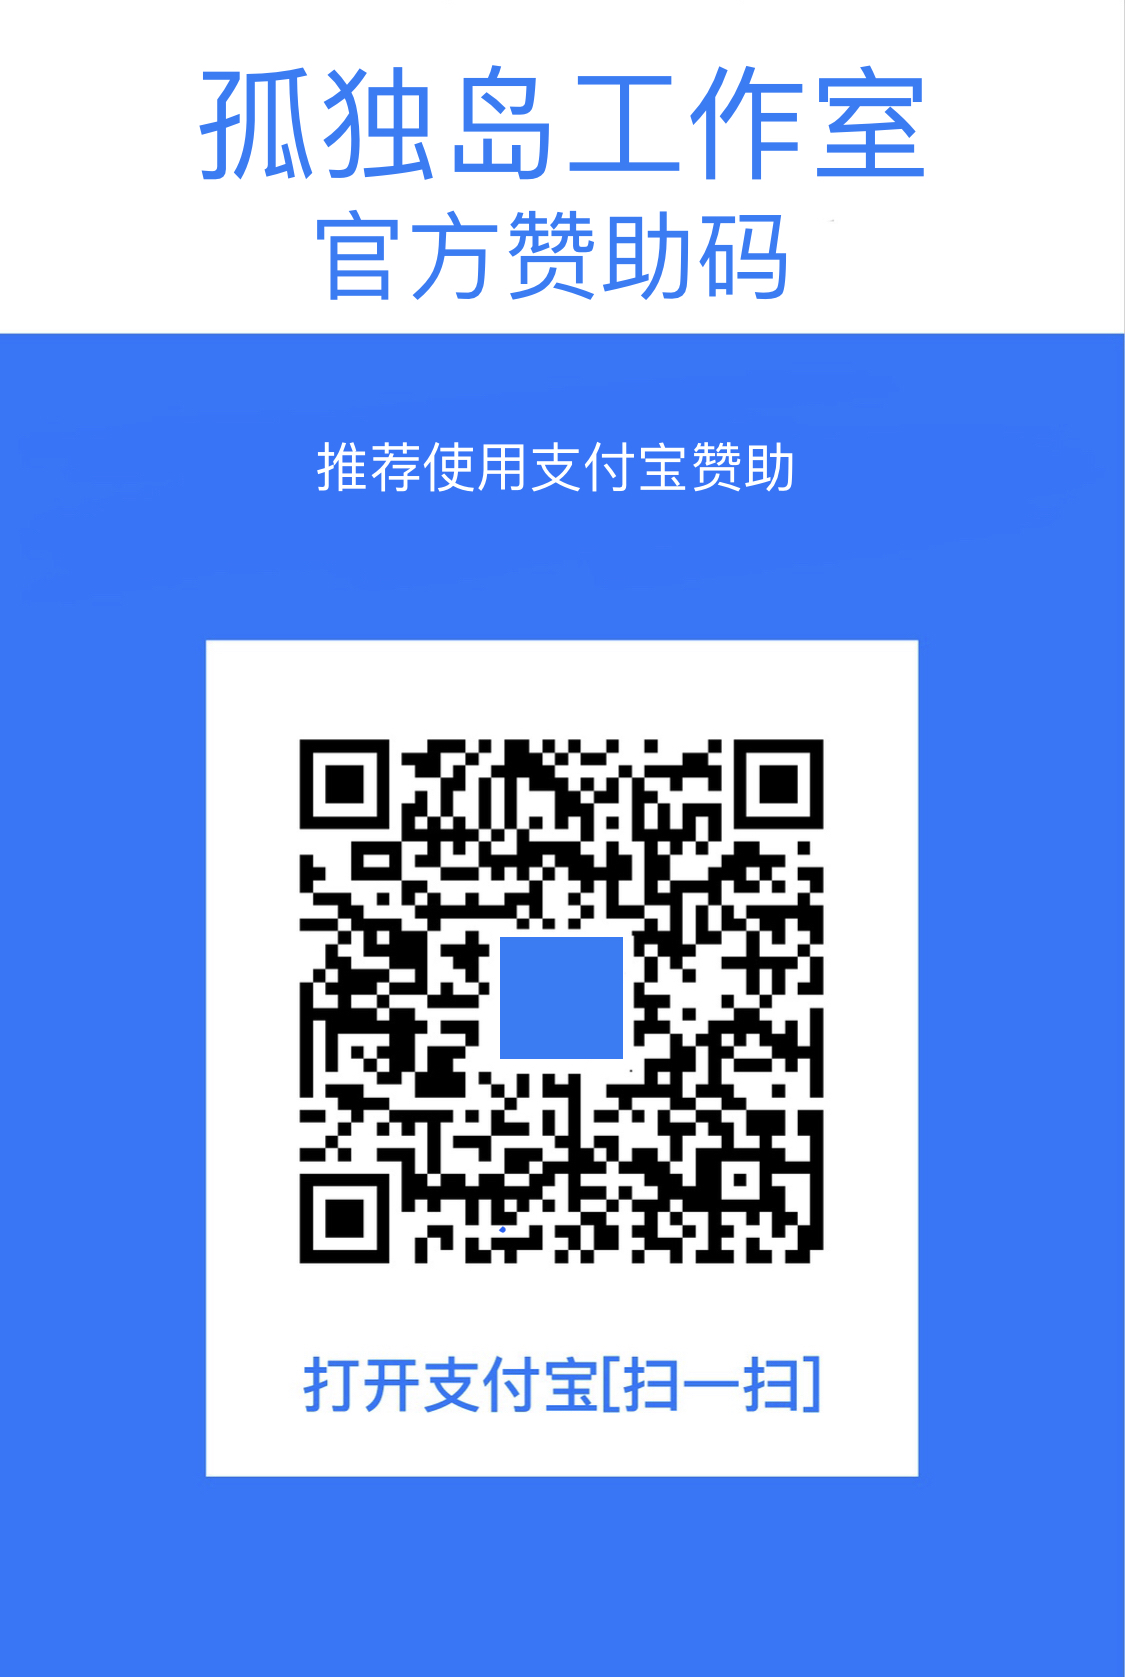 孤独岛工作室
官方赞助码
推荐使用支付宝赞助
打开支付宝[扫一扫]